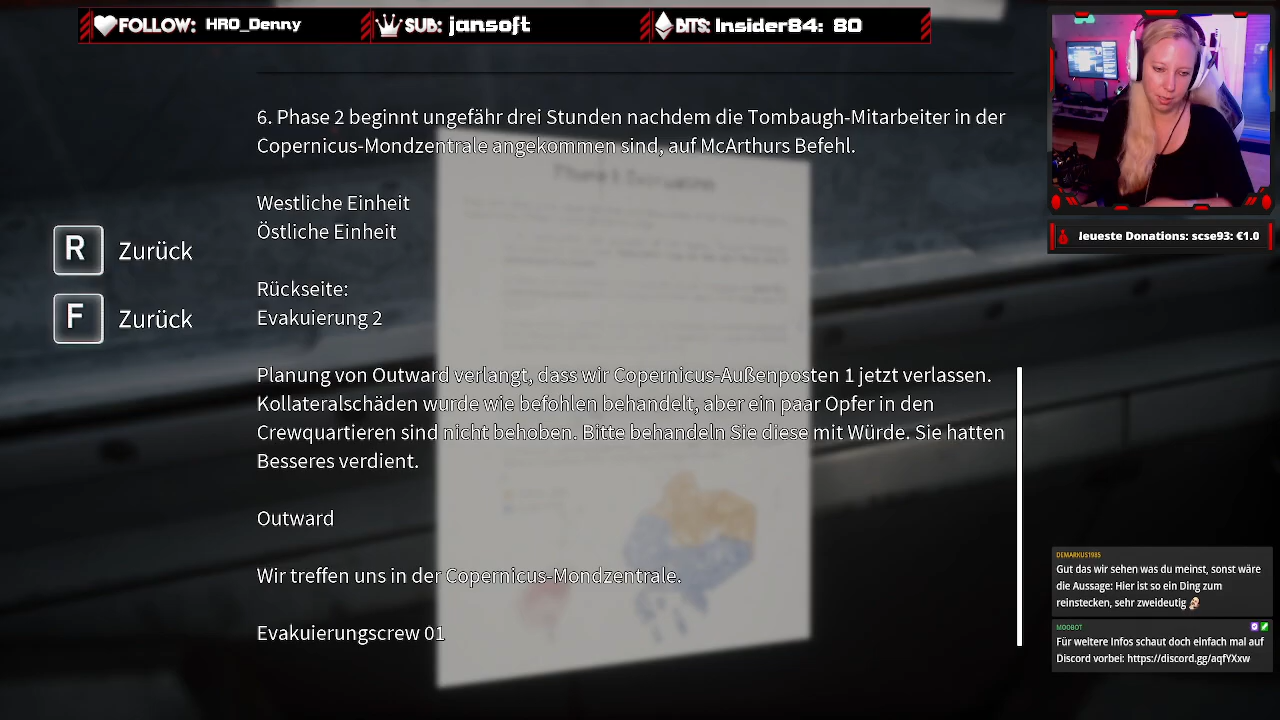 FOLLOW: HRO_Denny
SUB: jansoft
BITS: Insider84: 80
6. Phase 2 beginnt ungefähr drei Stunden nachdem die Tombaugh-Mitarbeiter in der
Copernicus-Mondzentrale angekommen sind, auf McArthurs Befehl.
Westliche Einheit
Östliche Einheit
R Zurück
F Zurück
Rückseite:
Evakuierung 2
Planung von Outward verlangt, dass wir Copernicus-Außenposten 1 jetzt verlassen.
Kollateralschäden wurde wie befohlen behandelt, aber ein paar Opfer in den
Crewquartieren sind nicht behoben. Bitte behandeln Sie diese mit Würde. Sie hatten
Besseres verdient.
Outward
Wir treffen uns in der Copernicus-Mondzentrale.
Evakuierungscrew 01
leueste Donations: scse93: €1.0
DEMARKUS1985
Gut das wir sehen was du meinst, sonst wäre
die Aussage: Hier ist so ein Ding zum
reinstecken, sehr zweideutig
MOOBOT
Für weitere Infos schaut doch einfach mal auf
Discord vorbei: https://discord.gg/aqfYXxw